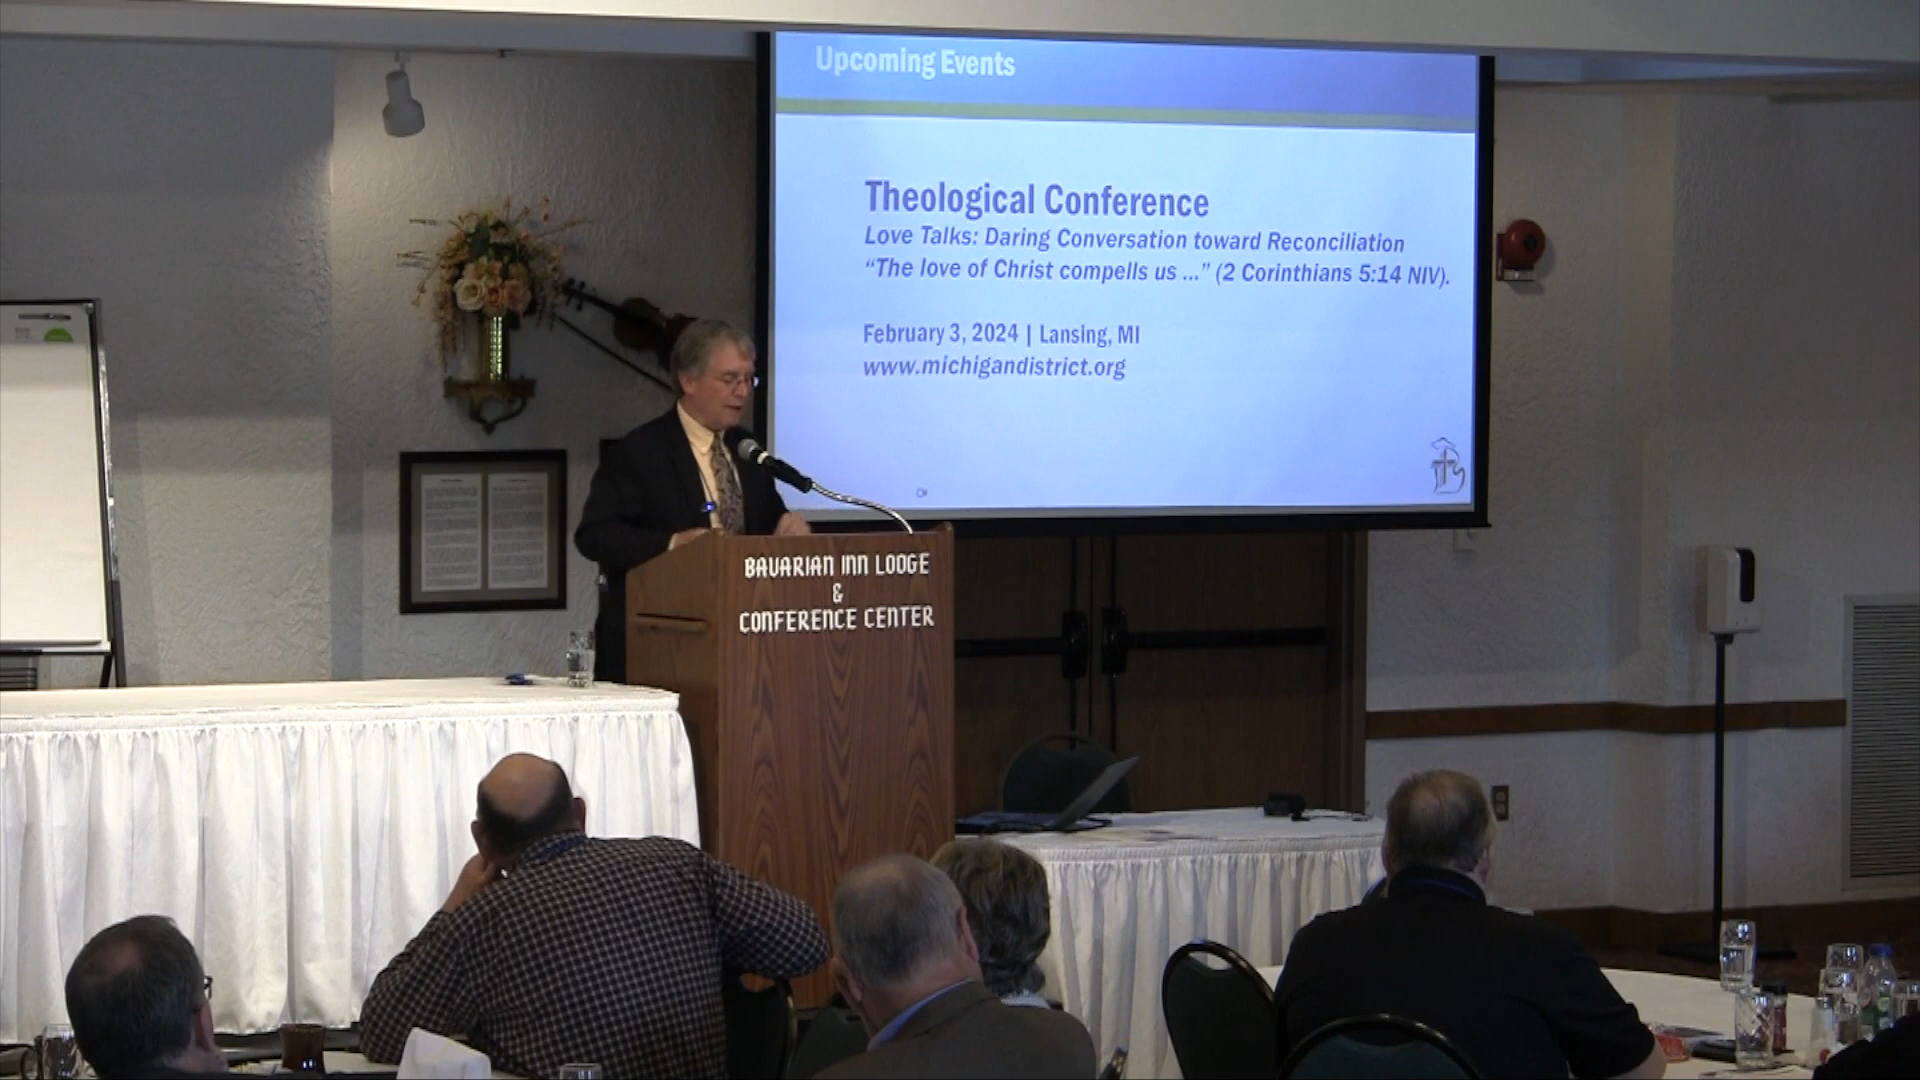 Upcoming Events
Theological Conference
Love Talks: Daring Conversation toward Reconciliation
“The love of Christ compells us ...” (2 Corinthians 5:14 NIV).
February 3, 2024 | Lansing, MI
www.michigandistrict.org
BAVARIAN INN LODGE
&
CONFERENCE CENTER